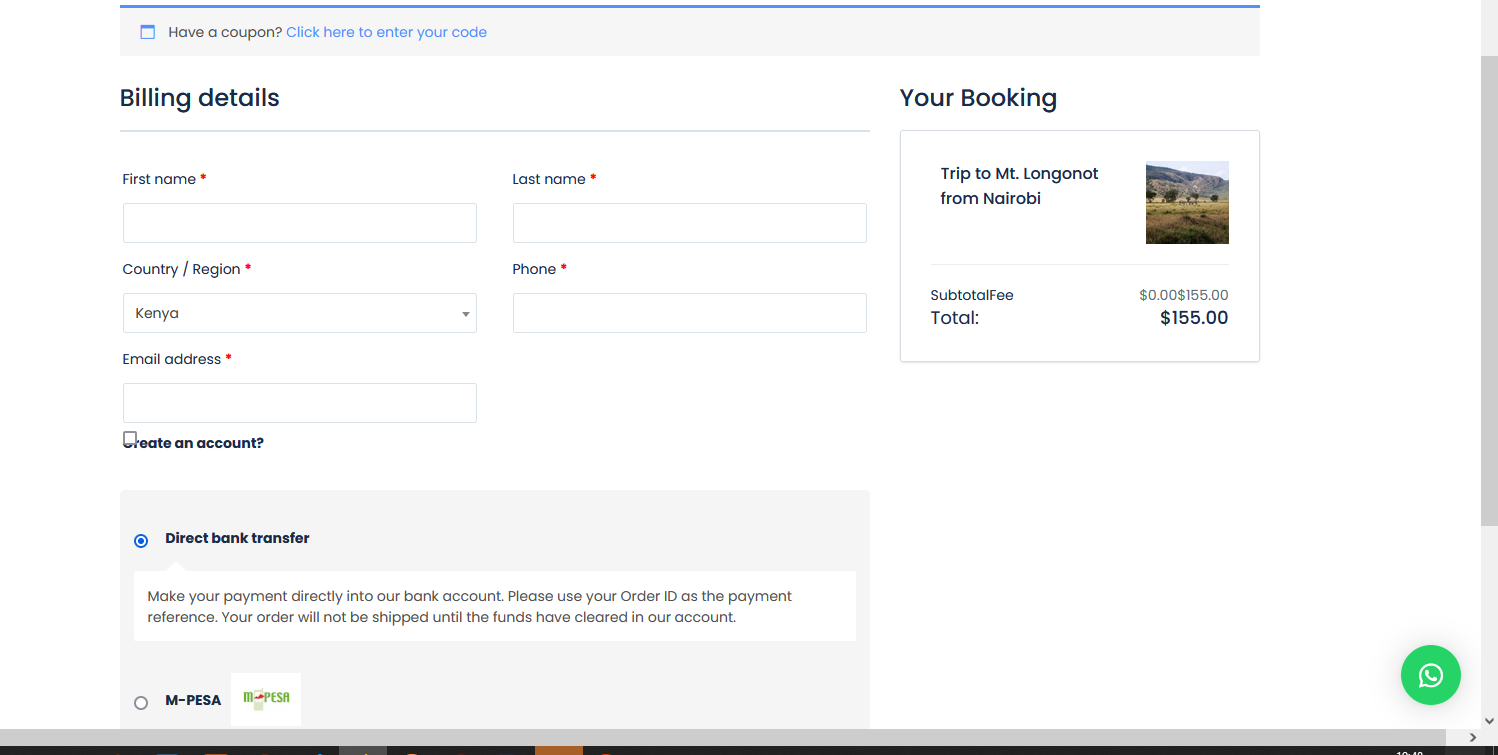 Have a coupon? Click here to enter your code
Billing details
Your Booking
First name *
Last name *
Trip to Mt. Longonot
from Nairobi
Country / Region *
Phone *
Kenya
SubtotalFee
$0.00$155.00
Total:
$155.00
Email address *
Create an account?
Direct bank transfer
Make your payment directly into our bank account. Please use your Order ID as the payment
reference. Your order will not be shipped until the funds have cleared in our account.
M-PESA
M-PESA